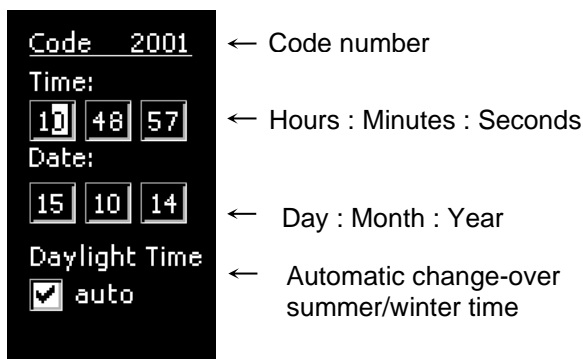 Code 2001 ← Code number
Time:
10 48 57 ← Hours : Minutes : Seconds
Date:
15 10 14 ← Day : Month : Year
Daylight Time
auto ← Automatic change-over
summer/winter time